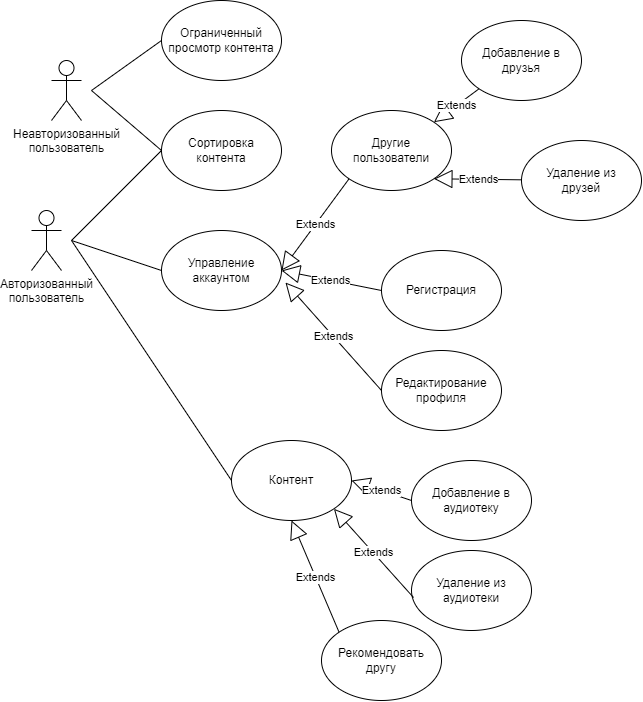 Ограниченный
просмотр контента
Неавторизованный
пользователь
Сортировка
контента
Авторизованный
пользователь
Управление
аккаунтом
Добавление в
друзья
Extends
Другие
пользователи
Extends
Удаление из
друзей
Extends
Extends
Регистрация
Extends
Редактирование
профиля
Контент
Extends
Добавление в
аудиотеку
Extends
Удаление из
аудиотеки
Extends
Рекомендовать
другу